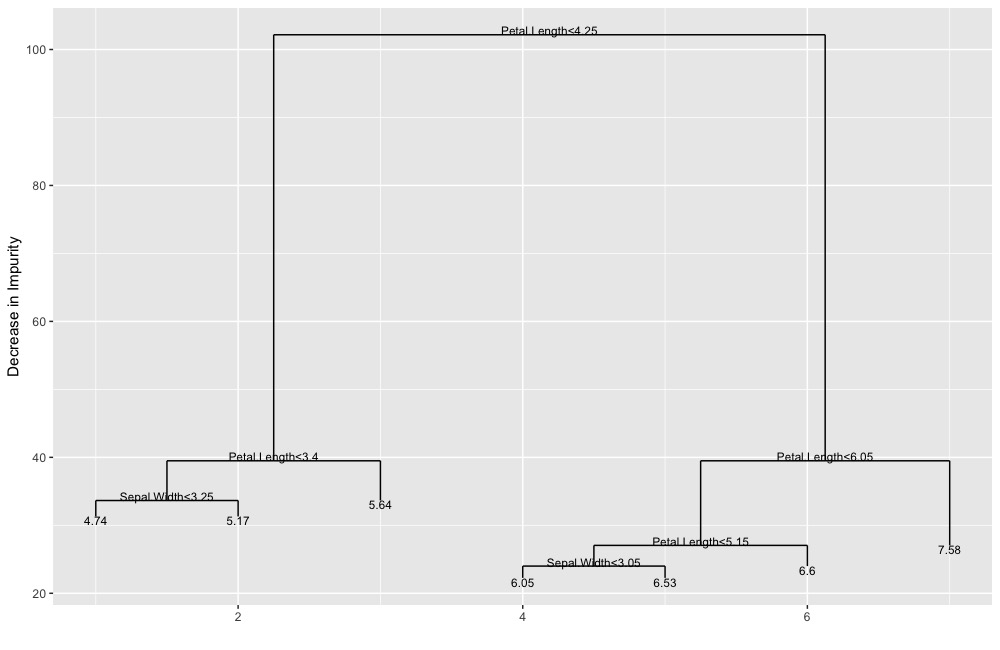 Petal.Length<4.25
100
80
Decrease in Impurity
60
40
Petal.Length<3.4
Petal.Length<6.05
Sepal.Width<3.25
5.64
4.74
5.17
Petal.Length<5.15
7.58
Sepal.Width<3.05
6.6
6.05
6.53
20
2
4
6